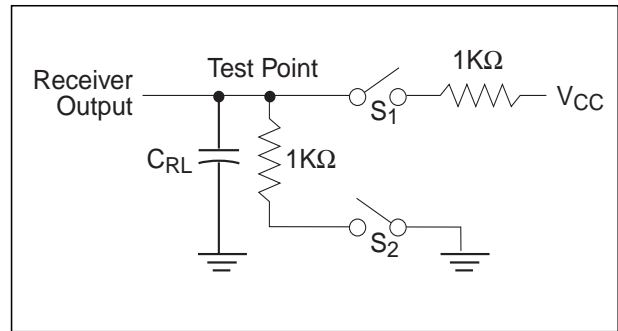 Receiver
Output
Test Point
1KΩ
S1
VCC
CRL
1KΩ
S2